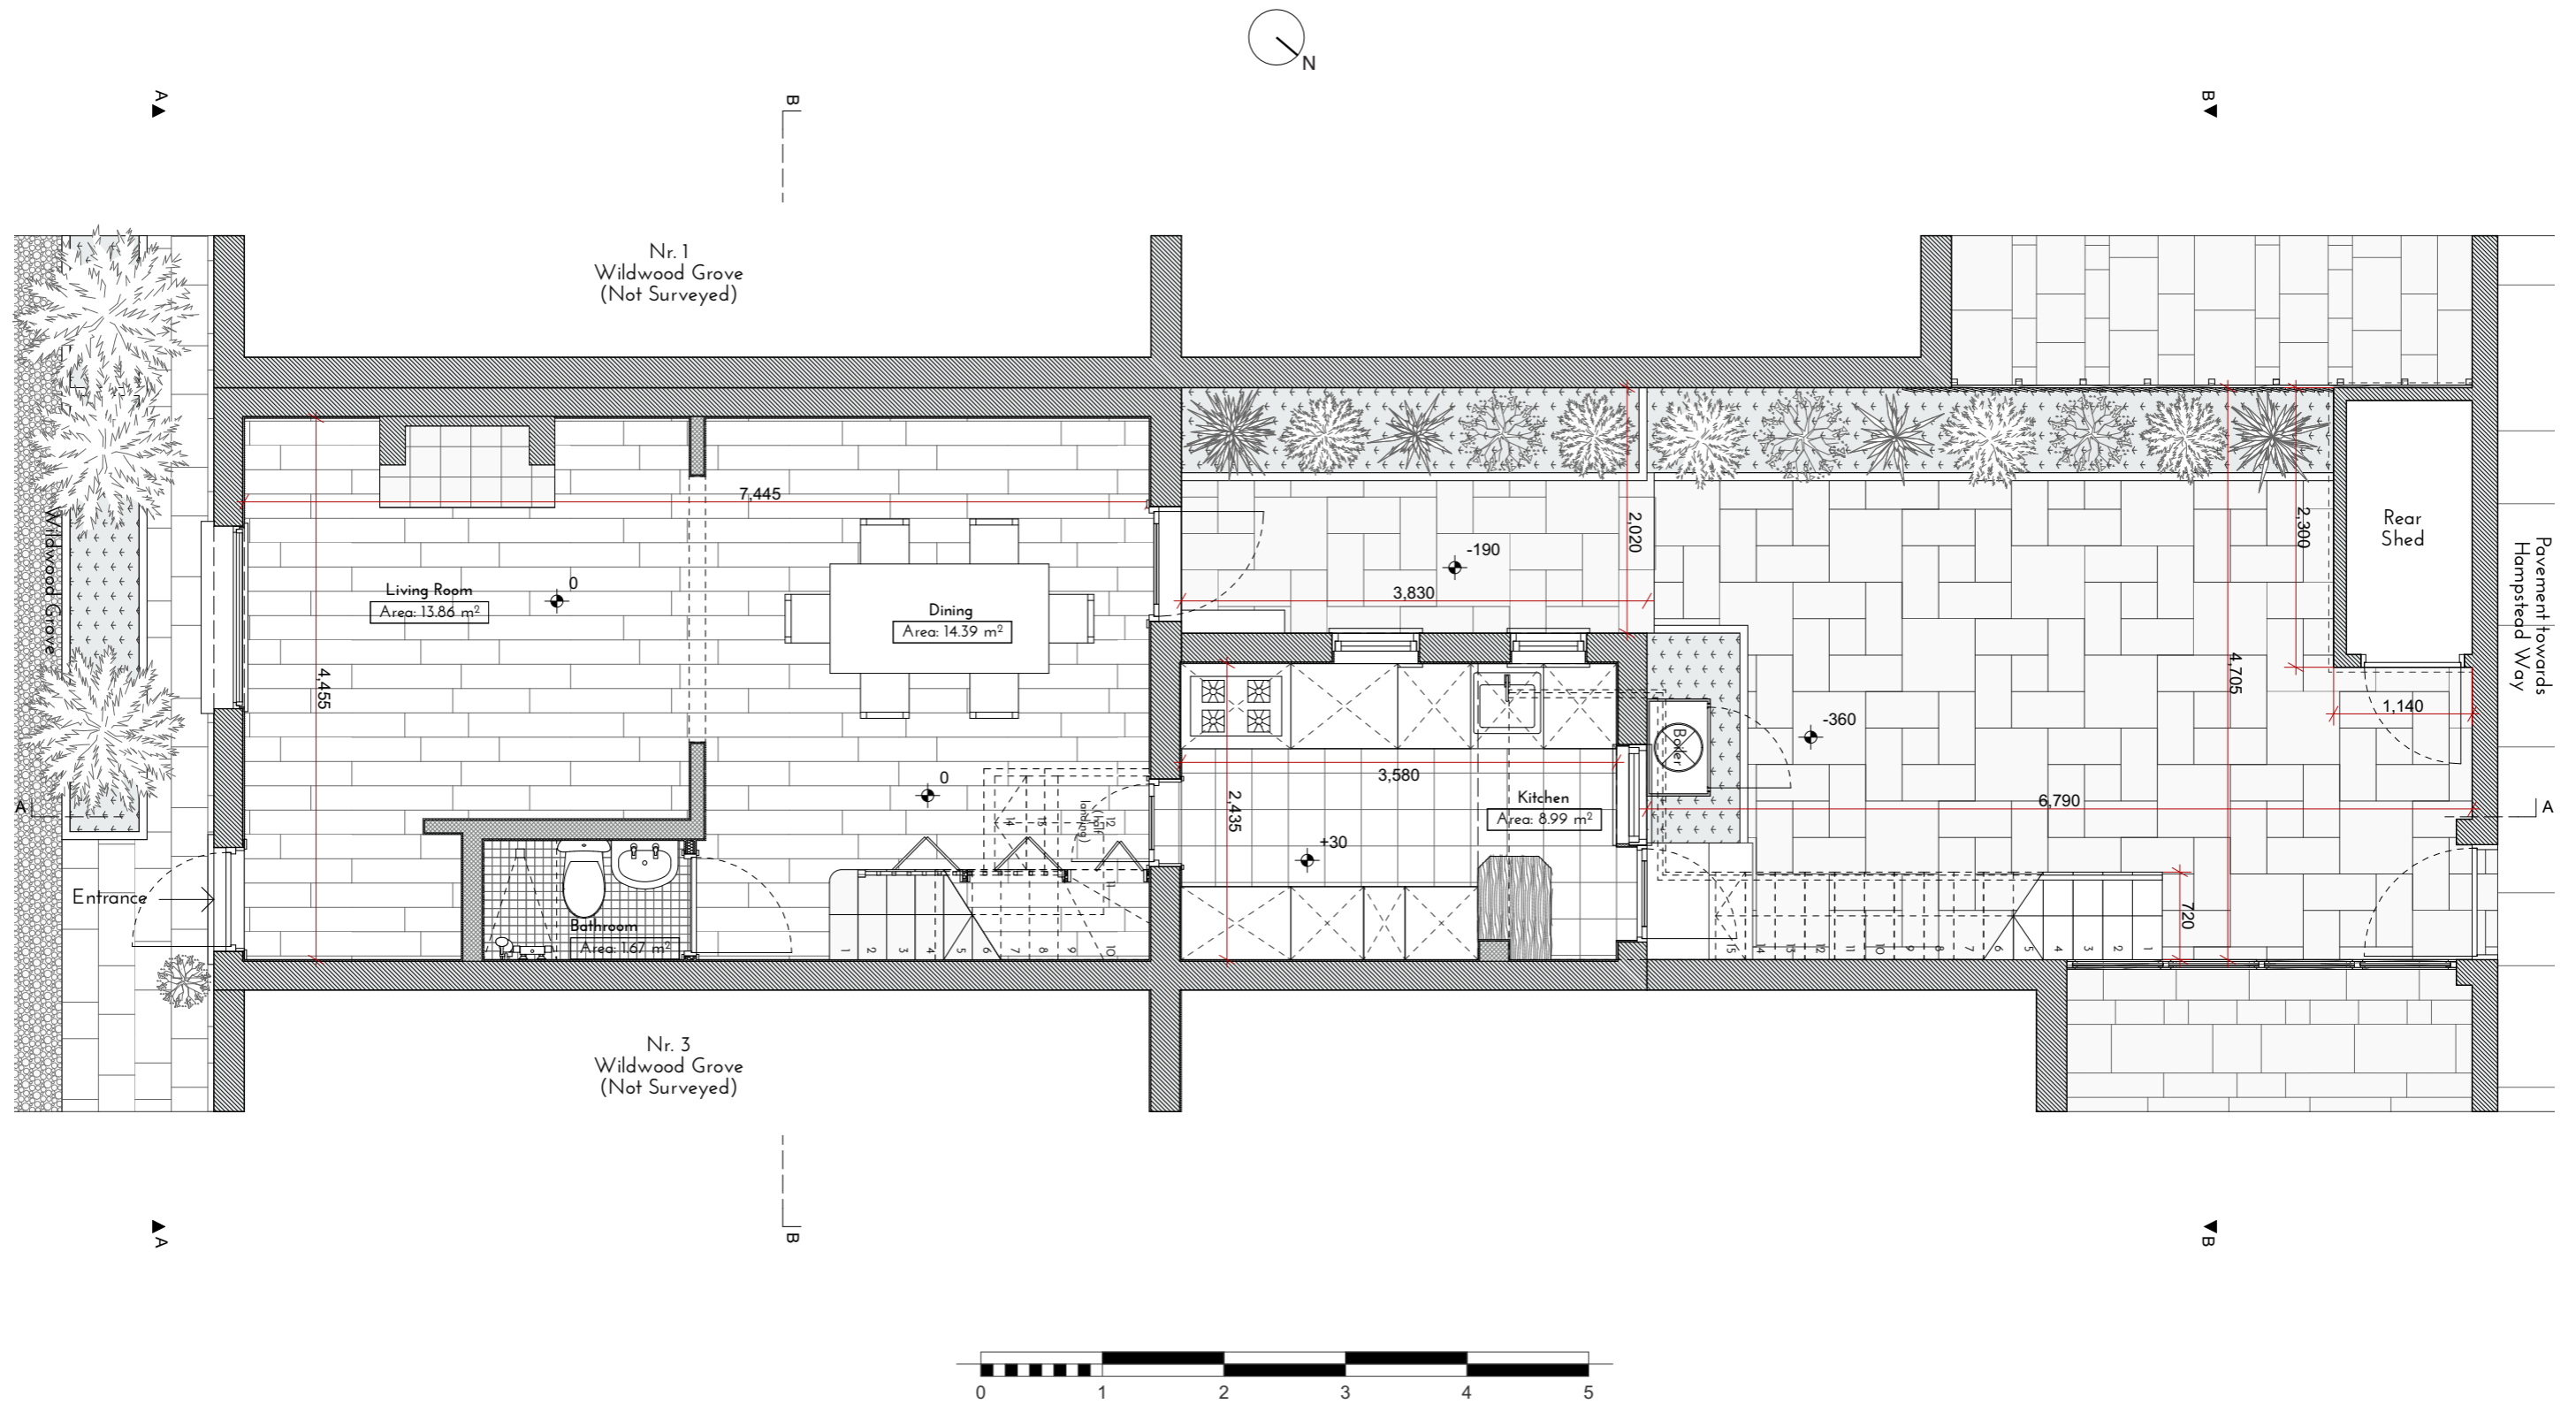 N
A
B
B
Nr. 1
Wildwood Grove
(Not Surveyed)
Wildwood Grove
Living Room
Area: 13.86 m²
0
7,445
4,455
Dining
Area: 14.39 m²
0
Entrance
Bathroom
Area: 1.67 m²
1 2 3 4 5 6 7 8 9 10
11
12
13
14
(half
landing)
-190
3,830
2,020
3,580
2,435
Kitchen
Area: 8.99 m²
+30
Boiler
-360
6,790
4,705
2,300
1,140
720
15 14 13 12 11 10 9 8 7 6 5 4 3 2 1
Rear
Shed
Pavement towards
Hampstead Way
A
A
Nr. 3
Wildwood Grove
(Not Surveyed)
A
B
B
0 1 2 3 4 5